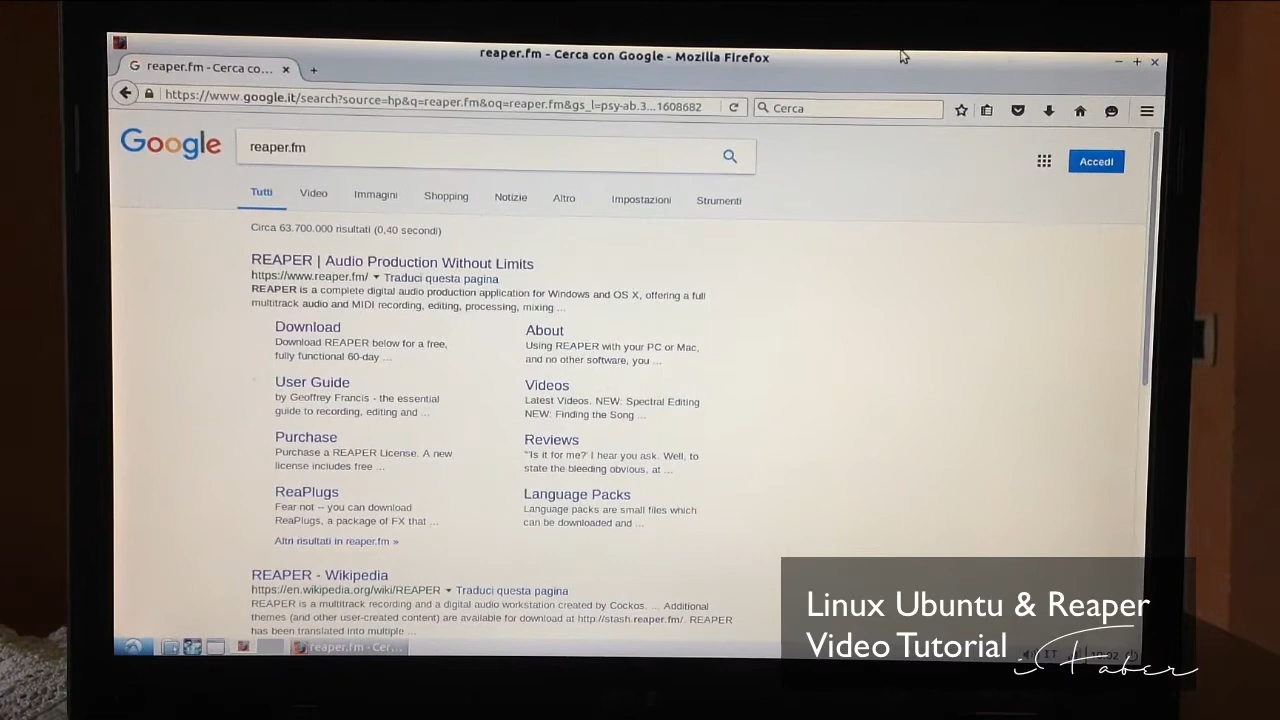 reaper.fm - Cerca con Google - Mozilla Firefox
reaper.fm - Cerca co...
https://www.google.it/search?source=hp&q=reaper.fm&oq=reaper.fm&gs_l=psy-ab.3...1608682
Cerca
Google
reaper.fm
Accedi
Tutti Video Immagini Shopping Notizie Altro Impostazioni Strumenti
Circa 63.700.000 risultati (0,40 secondi)
REAPER | Audio Production Without Limits
https://www.reaper.fm/ Traduci questa pagina
REAPER is a complete digital audio production application for Windows and OS X, offering a full
multitrack audio and MIDI recording, editing, processing, mixing ...
Download
Download REAPER below for a free,
fully functional 60-day ...
About
Using REAPER with your PC or Mac,
and no other software, you ...
User Guide
by Geoffrey Francis - the essential
guide to recording, editing and ...
Videos
Latest Videos. NEW: Spectral Editing
NEW: Finding the Song ...
Purchase
Purchase a REAPER License. A new
license includes free ...
Reviews
"'Is it for me?' I hear you ask. Well, to
state the bleeding obvious, at ...
ReaPlugs
Fear not -- you can download
ReaPlugs, a package of FX that ...
Language Packs
Language packs are small files which
can be downloaded and ...
Altri risultati in reaper.fm »
REAPER - Wikipedia
https://en.wikipedia.org/wiki/REAPER Traduci questa pagina
REAPER is a multitrack recording and a digital audio workstation created by Cockos. ... Additional
themes (and other user-created content) are available for download at http://stash.reaper.fm/. REAPER
has been translated into multiple ...
reaper.fm - Cer...
IT
Linux Ubuntu & Reaper
Video Tutorial
Faber